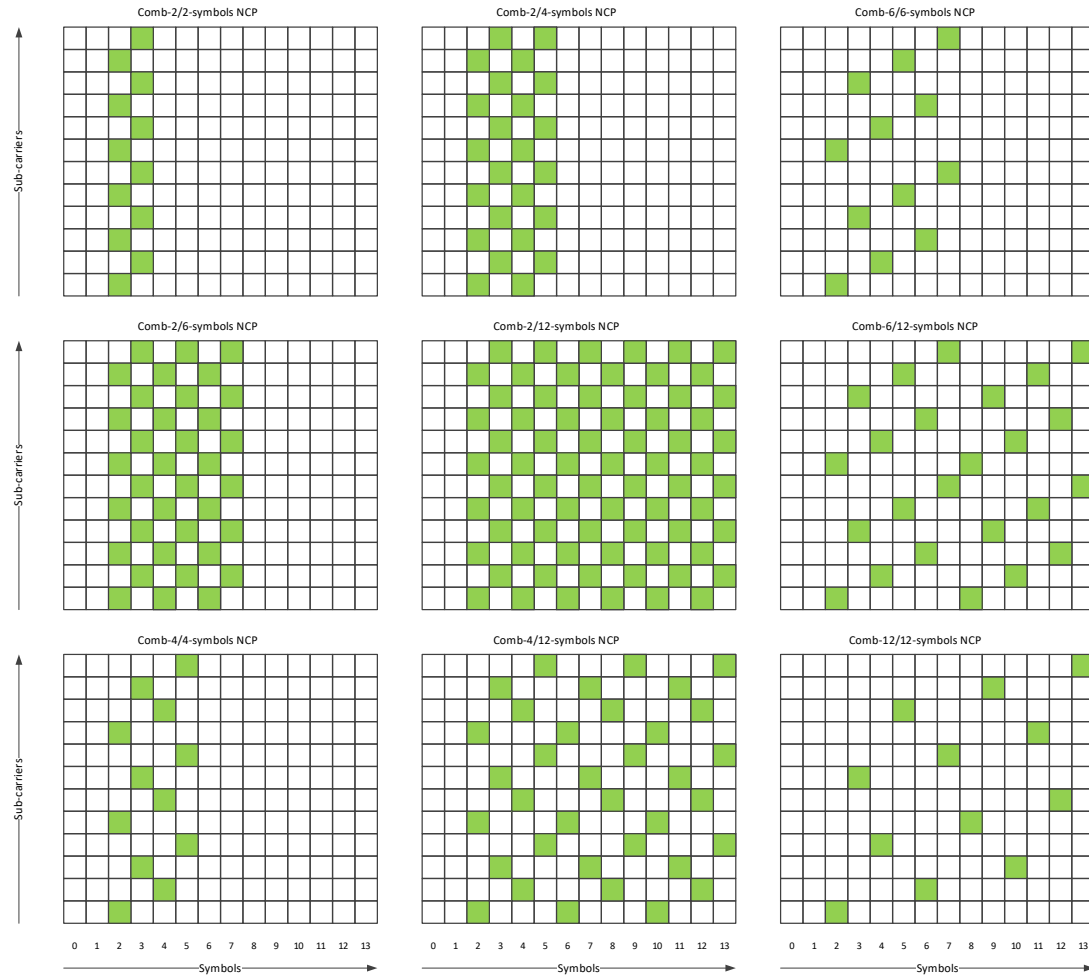 Comb-2/2-symbols NCP
Comb-2/4-symbols NCP
Comb-6/6-symbols NCP
Sub-carriers
Comb-2/6-symbols NCP
Comb-2/12-symbols NCP
Comb-6/12-symbols NCP
Sub-carriers
Comb-4/4-symbols NCP
Comb-4/12-symbols NCP
Comb-12/12-symbols NCP
Sub-carriers
0 1 2 3 4 5 6 7 8 9 10 11 12 13
0 1 2 3 4 5 6 7 8 9 10 11 12 13
0 1 2 3 4 5 6 7 8 9 10 11 12 13
Symbols
Symbols
Symbols